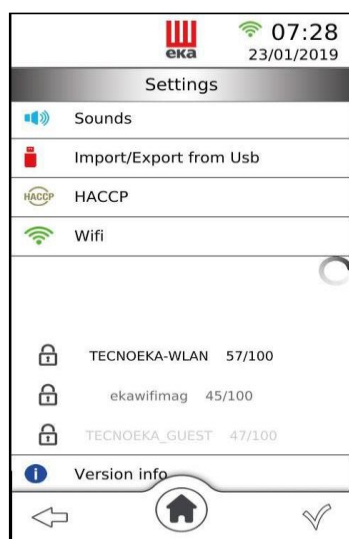 07:28
eka
23/01/2019
Settings
Sounds
Import/Export from Usb
HACCP HACCP
Wifi
TECNOEKA-WLAN 57/100
ekawifimag 45/100
TECNOEKA_GUEST 47/100
i Version info